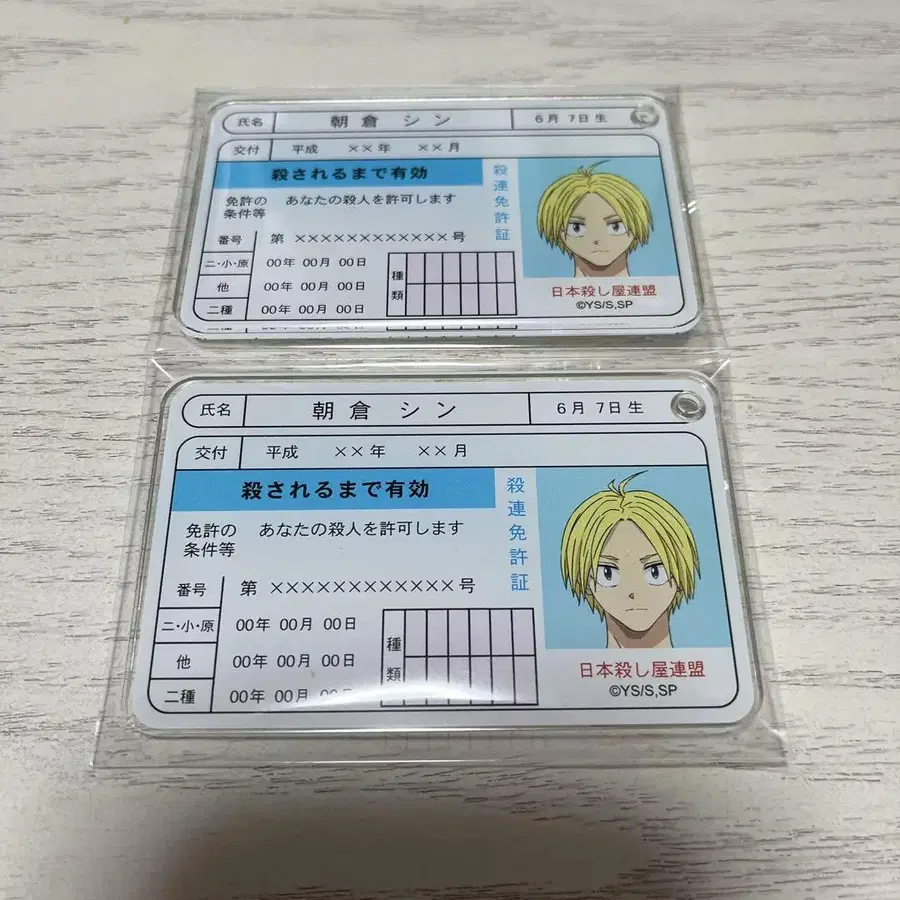 氏名 朝倉 シン 6月 7日生
交付 平成 ××年 ××月
殺されるまで有効
免許の条件等 あなたの殺人を許可します
殺連免許証
番号 第 ××××××××××××号
二・小・原 00年 00月 00日
他 00年 00月 00日
二種 00年 00月 00日
種類
日本殺し屋連盟
©YS/S,SP
氏名 朝倉 シン 6月 7日生
交付 平成 ××年 ××月
殺されるまで有効
免許の条件等 あなたの殺人を許可します
殺連免許証
番号 第 ××××××××××××号
二・小・原 00年 00月 00日
他 00年 00月 00日
二種 00年 00月 00日
種類
日本殺し屋連盟
©YS/S,SP